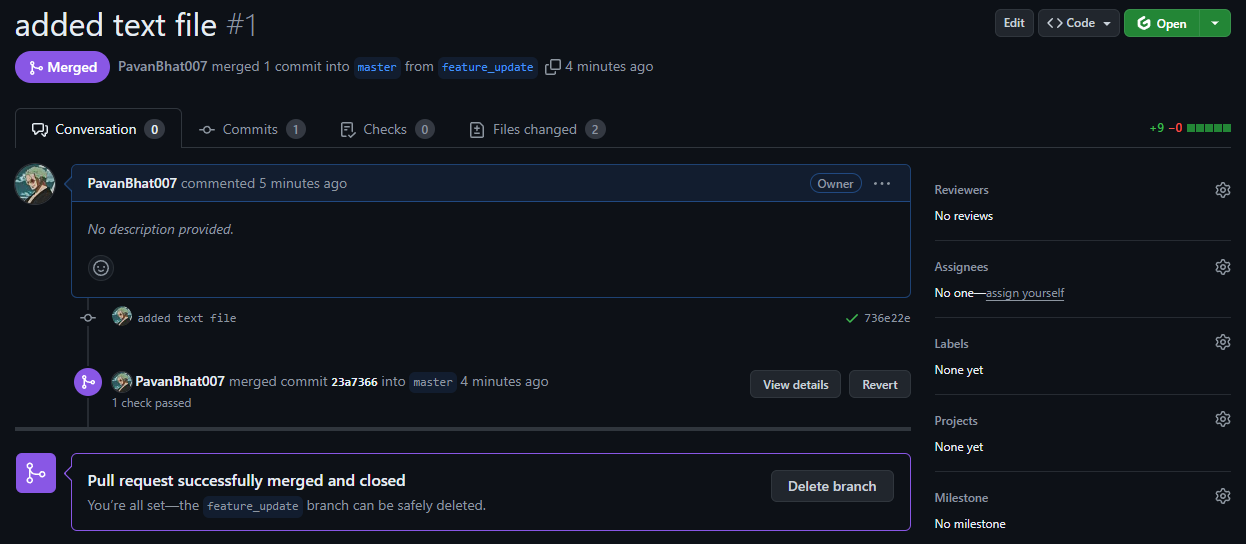 added text file #1
Edit
<> Code
Open
Merged
PavanBhat007 merged 1 commit into master from feature_update 4 minutes ago
Conversation 0
Commits 1
Checks 0
Files changed 2
+9 −0
PavanBhat007 commented 5 minutes ago
Owner
No description provided.
added text file
736e22e
PavanBhat007 merged commit 23a7366 into master 4 minutes ago
1 check passed
View details
Revert
Pull request successfully merged and closed
You’re all set—the feature_update branch can be safely deleted.
Delete branch
Reviewers
No reviews
Assignees
No one—assign yourself
Labels
None yet
Projects
None yet
Milestone
No milestone